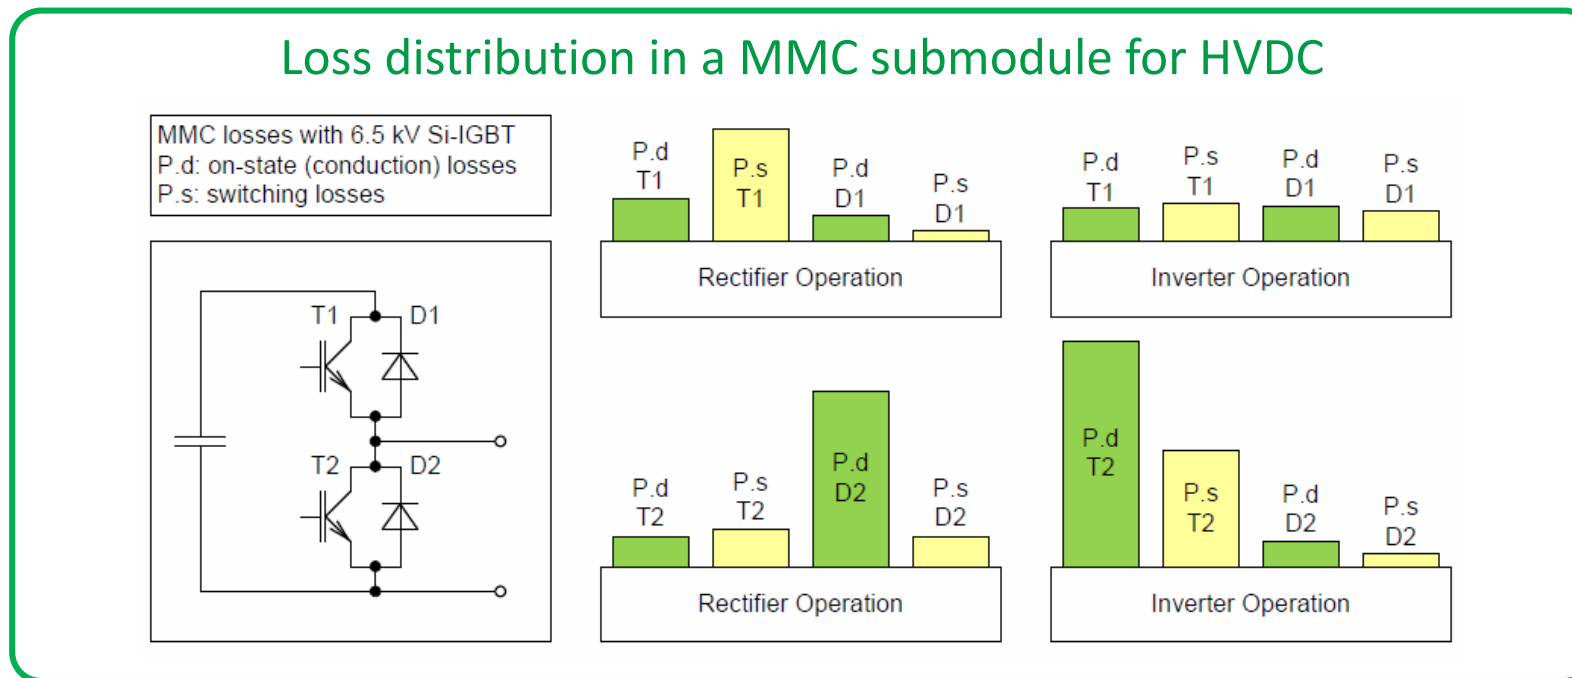 Loss distribution in a MMC submodule for HVDC
MMC losses with 6.5 kV Si-IGBT
P.d: on-state (conduction) losses
P.s: switching losses
T1
D1
T2
D2
P.d
T1
P.s
T1
P.d
D1
P.s
D1
Rectifier Operation
P.d
T1
P.s
T1
P.d
D1
P.s
D1
Inverter Operation
P.d
T2
P.s
T2
P.d
D2
P.s
D2
Rectifier Operation
P.d
T2
P.s
T2
P.d
D2
P.s
D2
Inverter Operation